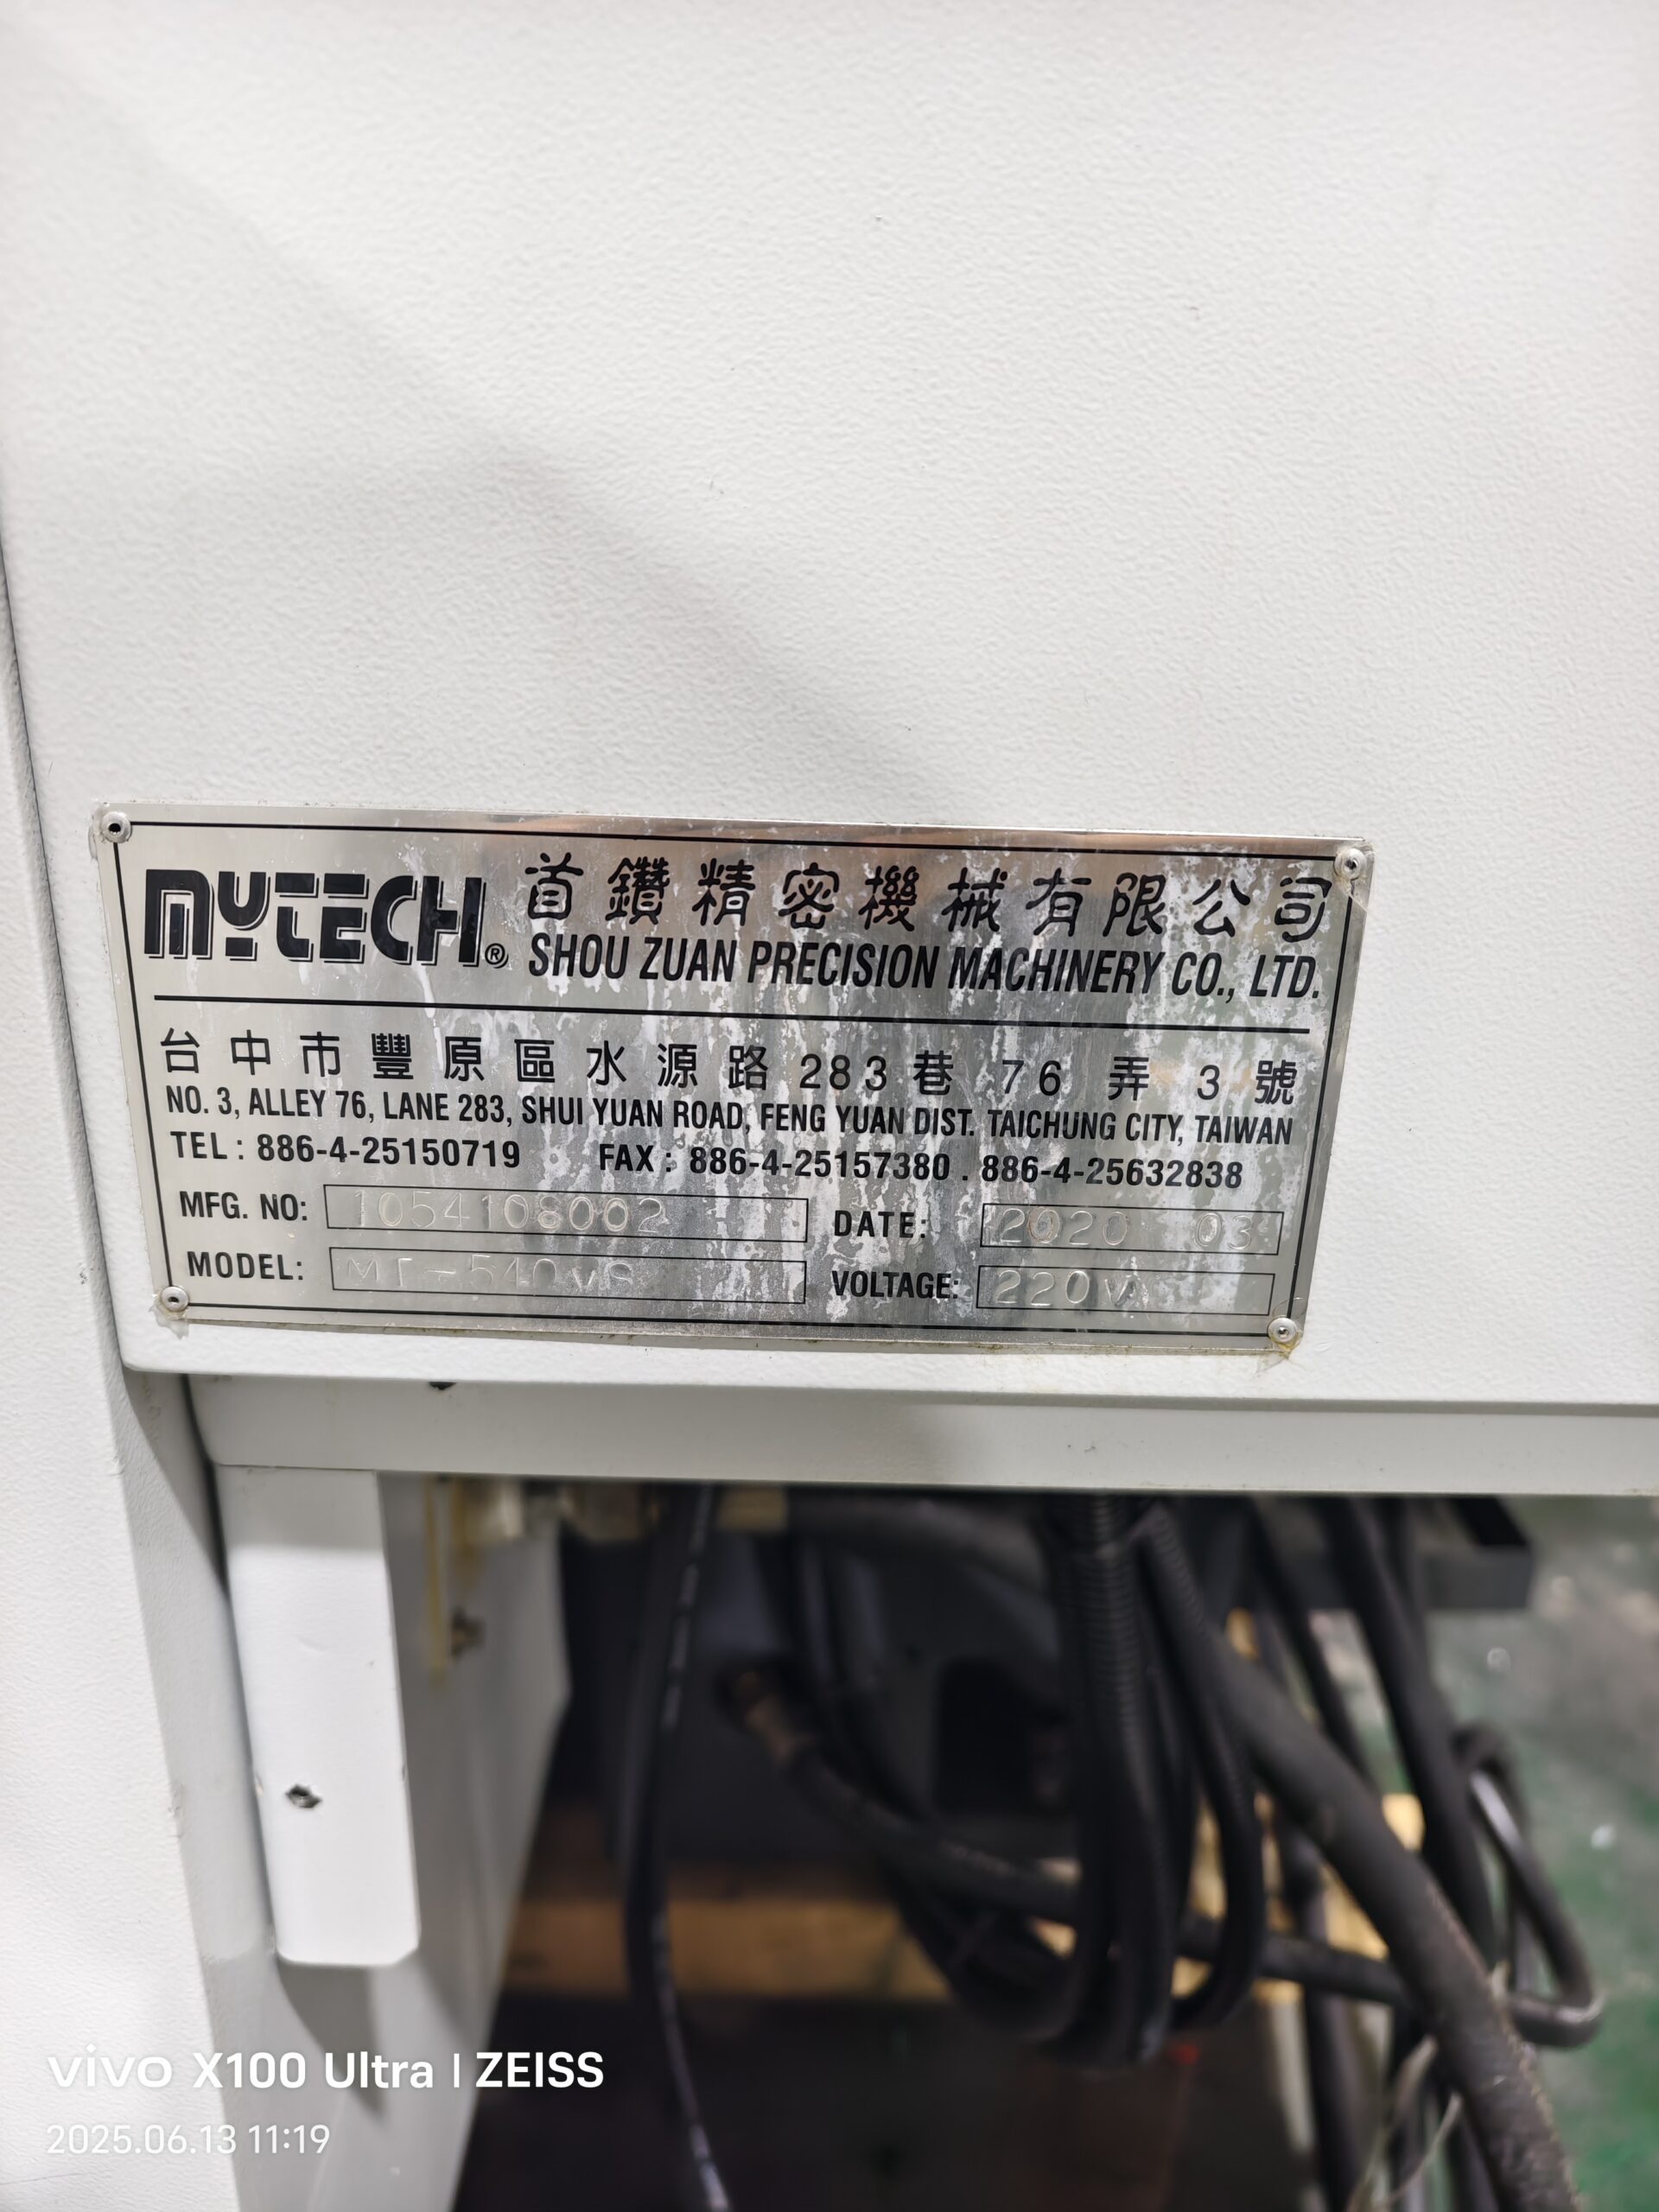 MYTECH® 首鑽精密機械有限公司
SHOU ZUAN PRECISION MACHINERY CO., LTD.
台中市豐原區水源路283巷76弄3號
NO. 3, ALLEY 76, LANE 283, SHUI YUAN ROAD, FENG YUAN DIST. TAICHUNG CITY, TAIWAN
TEL : 886-4-25150719 FAX : 886-4-25157380 . 886-4-25632838
MFG. NO: 1054108002 DATE: 2020 03
MODEL: MT-540VS VOLTAGE: 220V
vivo X100 Ultra | ZEISS
2025.06.13 11:19